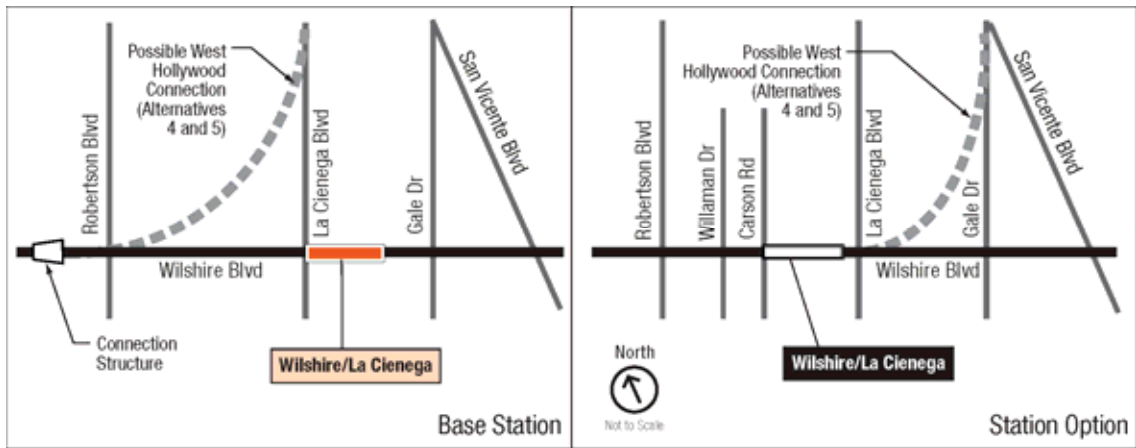 Possible West
Hollywood
Connection
(Alternatives
4 and 5)
Robertson Blvd
La Cienega Blvd
Gale Dr
San Vicente Blvd
Wilshire Blvd
Connection
Structure
Wilshire/La Cienega
Base Station
Possible West
Hollywood Connection
(Alternatives
4 and 5)
Robertson Blvd
Willaman Dr
Carson Rd
La Cienega Blvd
Gale Dr
San Vicente Blvd
Wilshire Blvd
North
Not to Scale
Wilshire/La Cienega
Station Option